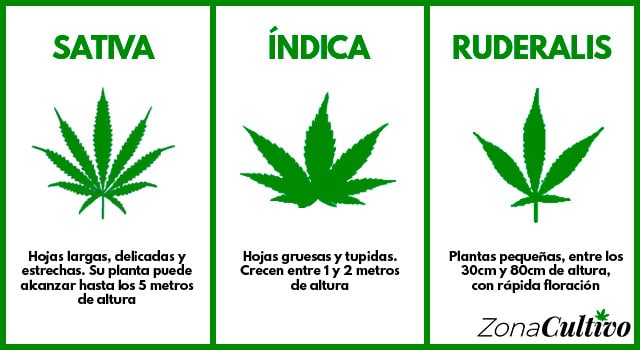 SATIVA
Hojas largas, delicadas y
estrechas. Su planta puede
akanzar hasta los 5 metros
de altura
ÍNDICA
Hojas gruesas y tupidas.
Crecen entre 1 y 2 metros
de altura
RUDERALIS
Plantas pequeñas, entre los
30cm y 80cm de altura,
con rápida floración
ZonaCultivo